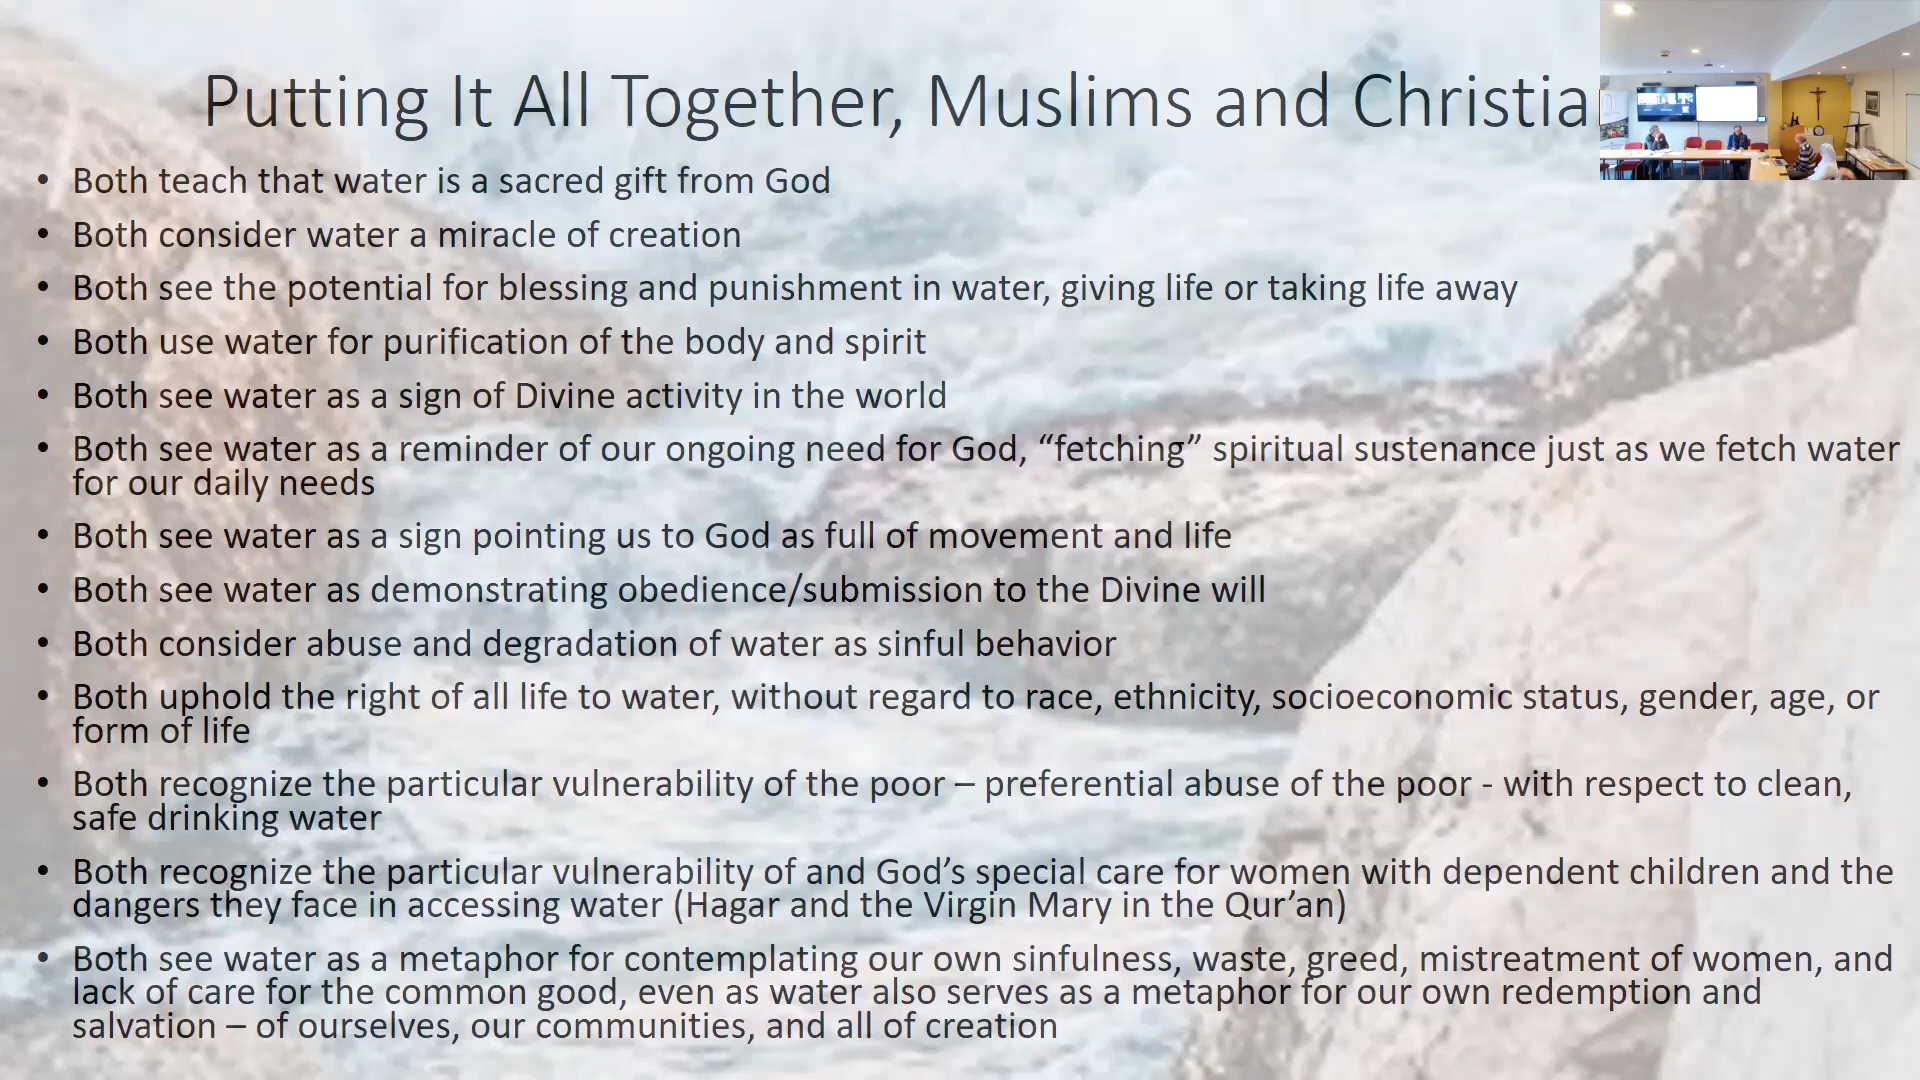 Putting It All Together, Muslims and Christia
• Both teach that water is a sacred gift from God
• Both consider water a miracle of creation
• Both see the potential for blessing and punishment in water, giving life or taking life away
• Both use water for purification of the body and spirit
• Both see water as a sign of Divine activity in the world
• Both see water as a reminder of our ongoing need for God, “fetching” spiritual sustenance just as we fetch water
for our daily needs
• Both see water as a sign pointing us to God as full of movement and life
• Both see water as demonstrating obedience/submission to the Divine will
• Both consider abuse and degradation of water as sinful behavior
• Both uphold the right of all life to water, without regard to race, ethnicity, socioeconomic status, gender, age, or
form of life
• Both recognize the particular vulnerability of the poor – preferential abuse of the poor - with respect to clean,
safe drinking water
• Both recognize the particular vulnerability of and God’s special care for women with dependent children and the
dangers they face in accessing water (Hagar and the Virgin Mary in the Qur’an)
• Both see water as a metaphor for contemplating our own sinfulness, waste, greed, mistreatment of women, and
lack of care for the common good, even as water also serves as a metaphor for our own redemption and
salvation – of ourselves, our communities, and all of creation